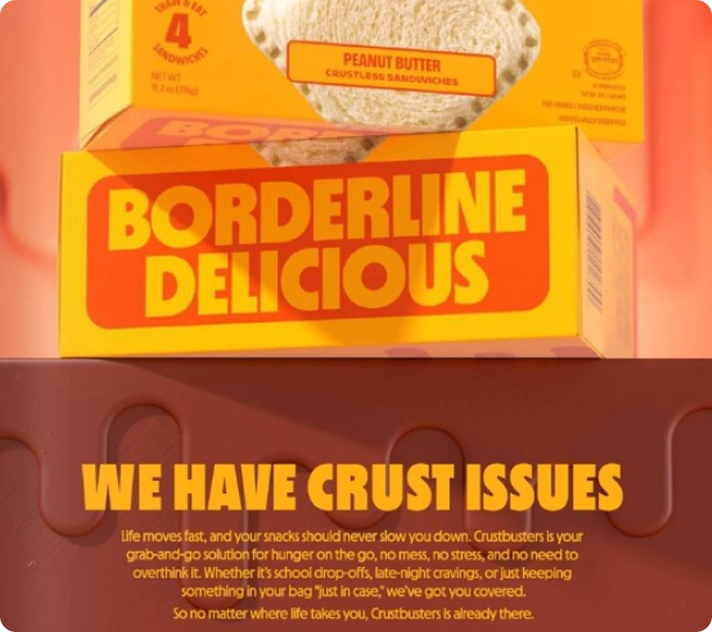 THAW & EAT
4
SANDWICHES
NET WT
11.2 oz (316g)
PEANUT BUTTER
CRUSTLESS SANDWICHES
BORDERLINE
DELICIOUS
WE HAVE CRUST ISSUES
Life moves fast, and your snacks should never slow you down. Crustbusters is your
grab-and-go solution for hunger on the go, no mess, no stress, and no need to
overthink it. Whether it's school drop-offs, late-night cravings, or just keeping
something in your bag "just in case," we've got you covered.
So no matter where life takes you, Crustbusters is already there.